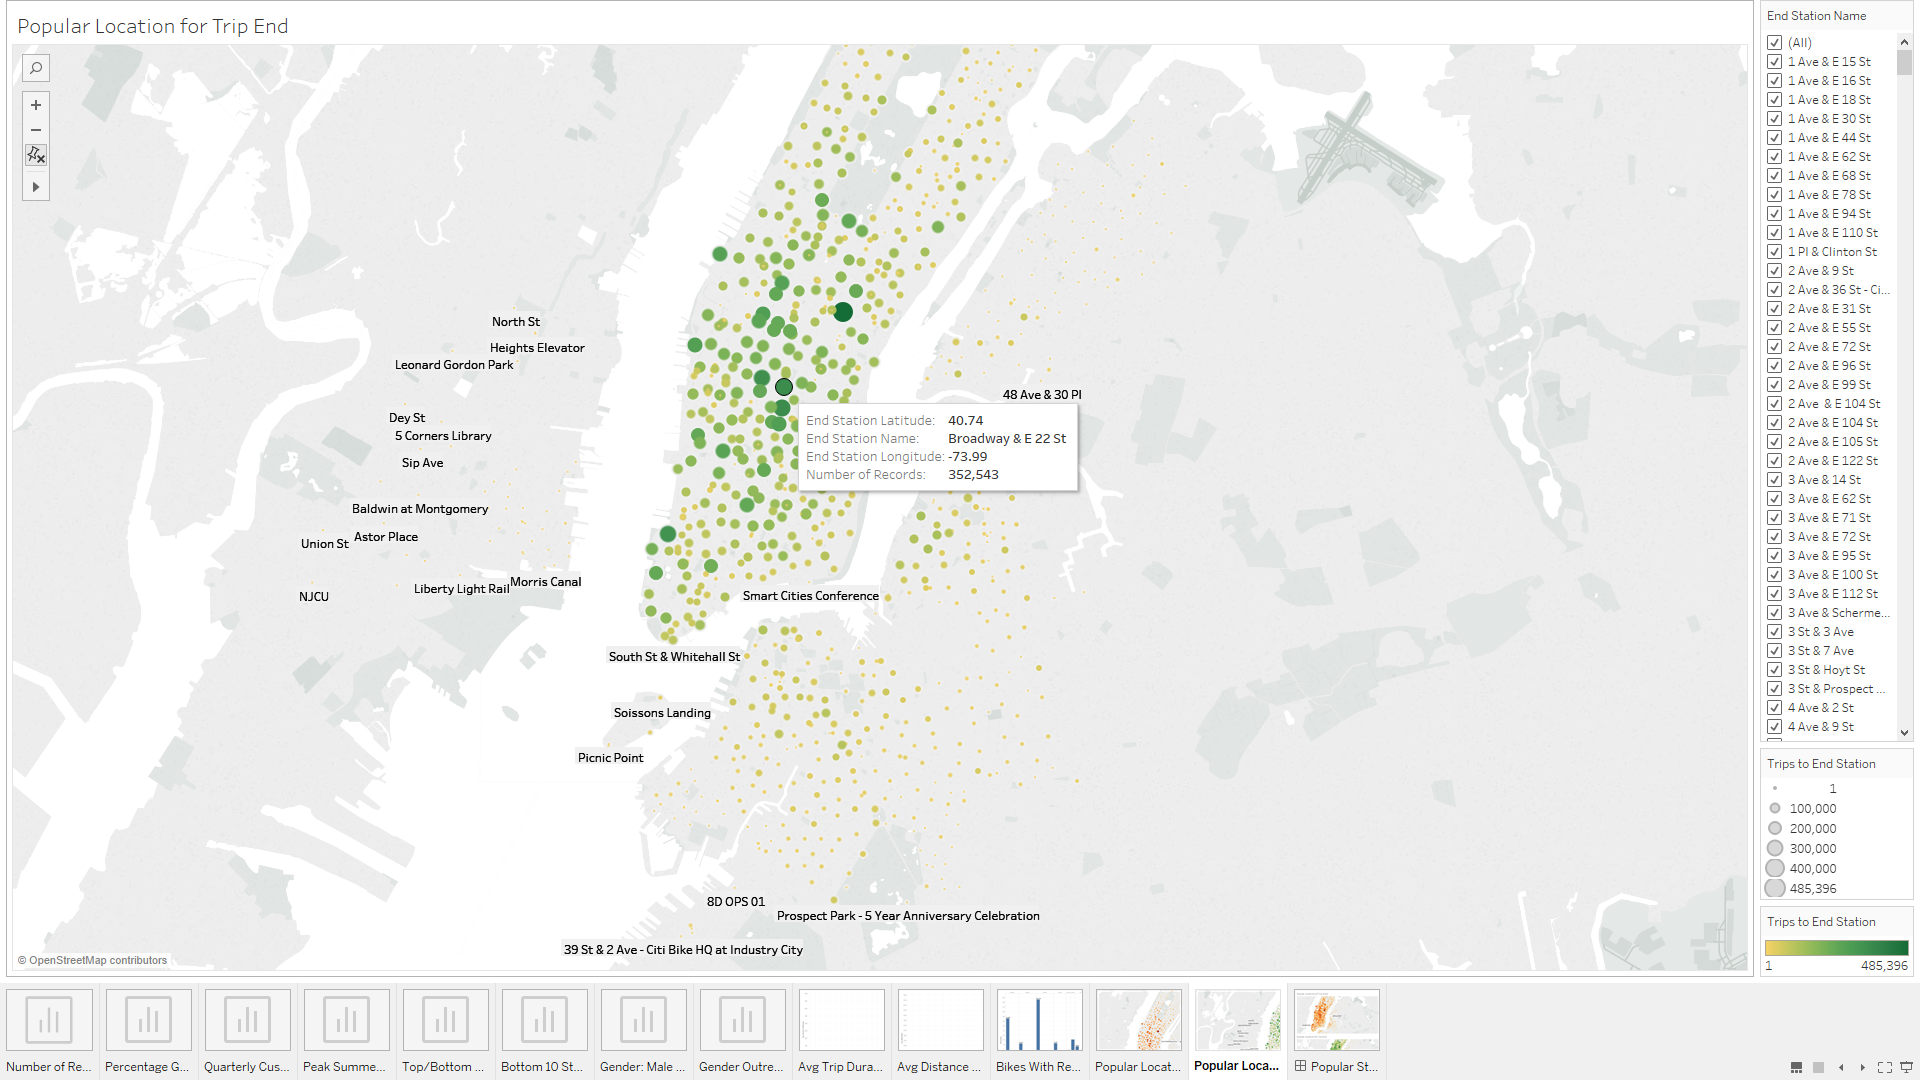 Popular Location for Trip End
North St
Heights Elevator
Leonard Gordon Park
48 Ave & 30 Pl
Dey St
5 Corners Library
Sip Ave
End Station Latitude: 40.74
End Station Name: Broadway & E 22 St
End Station Longitude: -73.99
Number of Records: 352,543
Baldwin at Montgomery
Astor Place
Union St
Morris Canal
Liberty Light Rail
NJCU
Smart Cities Conference
South St & Whitehall St
Soissons Landing
Picnic Point
8D OPS 01
Prospect Park - 5 Year Anniversary Celebration
39 St & 2 Ave - Citi Bike HQ at Industry City
© OpenStreetMap contributors
End Station Name
(All)
1 Ave & E 15 St
1 Ave & E 16 St
1 Ave & E 18 St
1 Ave & E 30 St
1 Ave & E 44 St
1 Ave & E 62 St
1 Ave & E 68 St
1 Ave & E 78 St
1 Ave & E 94 St
1 Ave & E 110 St
1 Pl & Clinton St
2 Ave & 9 St
2 Ave & 36 St - Ci...
2 Ave & E 31 St
2 Ave & E 55 St
2 Ave & E 72 St
2 Ave & E 96 St
2 Ave & E 99 St
2 Ave  & E 104 St
2 Ave & E 104 St
2 Ave & E 105 St
2 Ave & E 122 St
3 Ave & 14 St
3 Ave & E 62 St
3 Ave & E 71 St
3 Ave & E 72 St
3 Ave & E 95 St
3 Ave & E 100 St
3 Ave & E 112 St
3 Ave & Scherme...
3 St & 3 Ave
3 St & 7 Ave
3 St & Hoyt St
3 St & Prospect ...
4 Ave & 2 St
4 Ave & 9 St
Trips to End Station
1
100,000
200,000
300,000
400,000
485,396
Trips to End Station
1 485,396
Number of Re...
Percentage G...
Quarterly Cus...
Peak Summe...
Top/Bottom ...
Bottom 10 St...
Gender: Male ...
Gender Outre...
Avg Trip Dura...
Avg Distance ...
Bikes With Re...
Popular Locat...
Popular Loca...
Popular St...